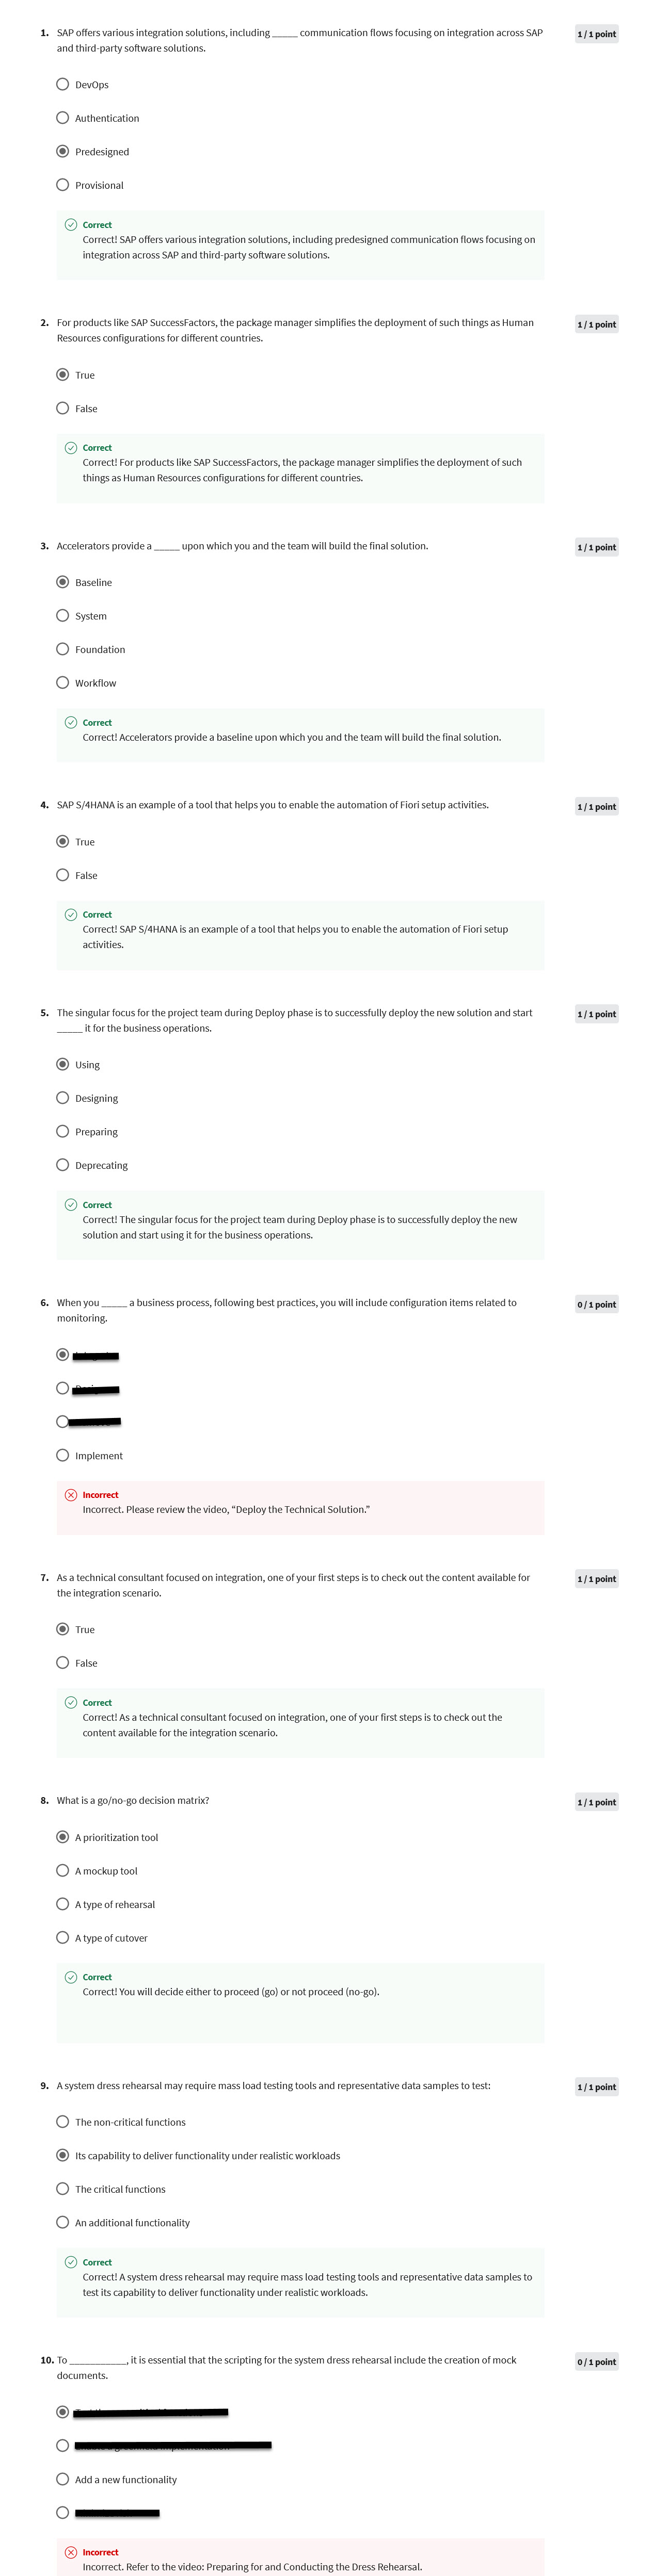 1. SAP offers various integration solutions, including _____ communication flows focusing on integration across SAP
and third-party software solutions.
1 / 1 point
DevOps
Authentication
Predesigned
Provisional
Correct
Correct! SAP offers various integration solutions, including predesigned communication flows focusing on
integration across SAP and third-party software solutions.
2. For products like SAP SuccessFactors, the package manager simplifies the deployment of such things as Human
Resources configurations for different countries.
1 / 1 point
True
False
Correct
Correct! For products like SAP SuccessFactors, the package manager simplifies the deployment of such
things as Human Resources configurations for different countries.
3. Accelerators provide a _____ upon which you and the team will build the final solution.
1 / 1 point
Baseline
System
Foundation
Workflow
Correct
Correct! Accelerators provide a baseline upon which you and the team will build the final solution.
4. SAP S/4HANA is an example of a tool that helps you to enable the automation of Fiori setup activities.
1 / 1 point
True
False
Correct
Correct! SAP S/4HANA is an example of a tool that helps you to enable the automation of Fiori setup
activities.
5. The singular focus for the project team during Deploy phase is to successfully deploy the new solution and start
_____ it for the business operations.
1 / 1 point
Using
Designing
Preparing
Deprecating
Correct
Correct! The singular focus for the project team during Deploy phase is to successfully deploy the new
solution and start using it for the business operations.
6. When you _____ a business process, following best practices, you will include configuration items related to
monitoring.
0 / 1 point
Implement
Incorrect
Incorrect. Please review the video, “Deploy the Technical Solution.”
7. As a technical consultant focused on integration, one of your first steps is to check out the content available for
the integration scenario.
1 / 1 point
True
False
Correct
Correct! As a technical consultant focused on integration, one of your first steps is to check out the
content available for the integration scenario.
8. What is a go/no-go decision matrix?
1 / 1 point
A prioritization tool
A mockup tool
A type of rehearsal
A type of cutover
Correct
Correct! You will decide either to proceed (go) or not proceed (no-go).
9. A system dress rehearsal may require mass load testing tools and representative data samples to test:
1 / 1 point
The non-critical functions
Its capability to deliver functionality under realistic workloads
The critical functions
An additional functionality
Correct
Correct! A system dress rehearsal may require mass load testing tools and representative data samples to
test its capability to deliver functionality under realistic workloads.
10. To ___________, it is essential that the scripting for the system dress rehearsal include the creation of mock
documents.
0 / 1 point
Add a new functionality
Incorrect
Incorrect. Refer to the video: Preparing for and Conducting the Dress Rehearsal.